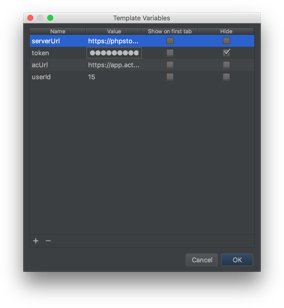 Template Variables
Name Value Show on first tab Hide
serverUrl https://phpsto...
token
acUrl https://app.act...
userId 15
+ −
Cancel OK